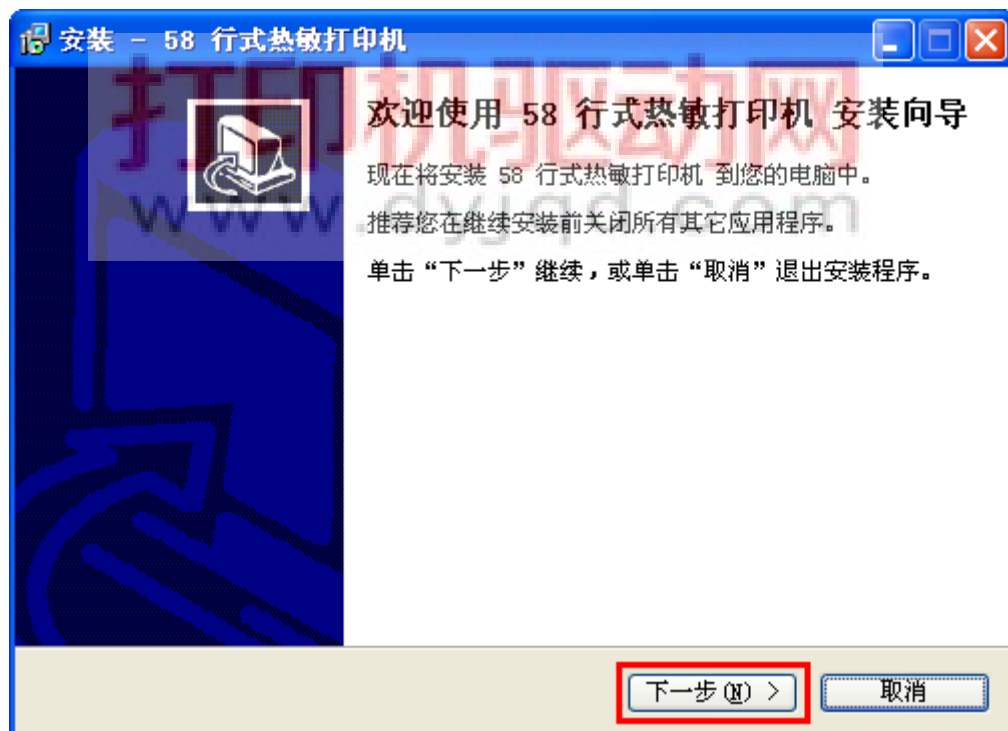 安装 - 58 行式热敏打印机
打印机驱动网
www.dyjqd.com
欢迎使用 58 行式热敏打印机 安装向导
现在将安装 58 行式热敏打印机 到您的电脑中。
推荐您在继续安装前关闭所有其它应用程序。
单击“下一步”继续，或单击“取消”退出安装程序。
下一步(N) >
取消